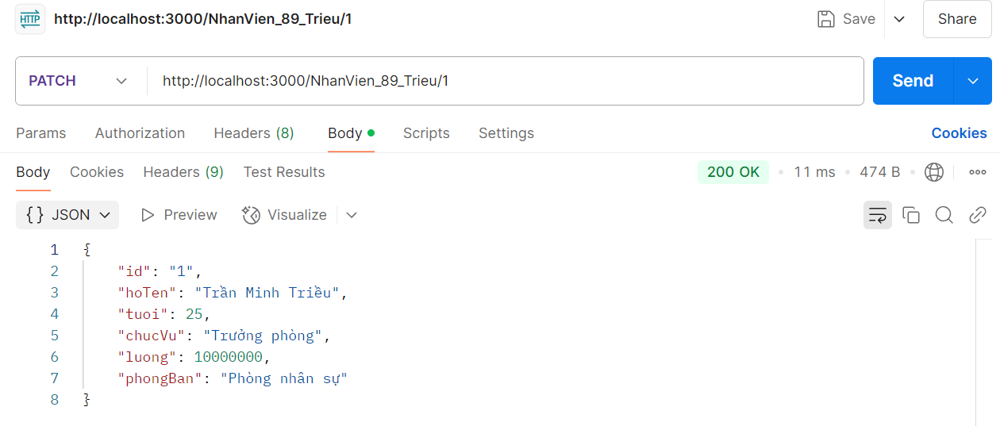 HTTP http://localhost:3000/NhanVien_89_Trieu/1 Save Share
PATCH http://localhost:3000/NhanVien_89_Trieu/1 Send
Params Authorization Headers (8) Body Scripts Settings Cookies
Body Cookies Headers (9) Test Results 200 OK • 11 ms • 474 B •
{} JSON Preview Visualize
1 {
2 "id": "1",
3 "hoTen": "Trần Minh Triều",
4 "tuoi": 25,
5 "chucVu": "Trưởng phòng",
6 "luong": 10000000,
7 "phongBan": "Phòng nhân sự"
8 }